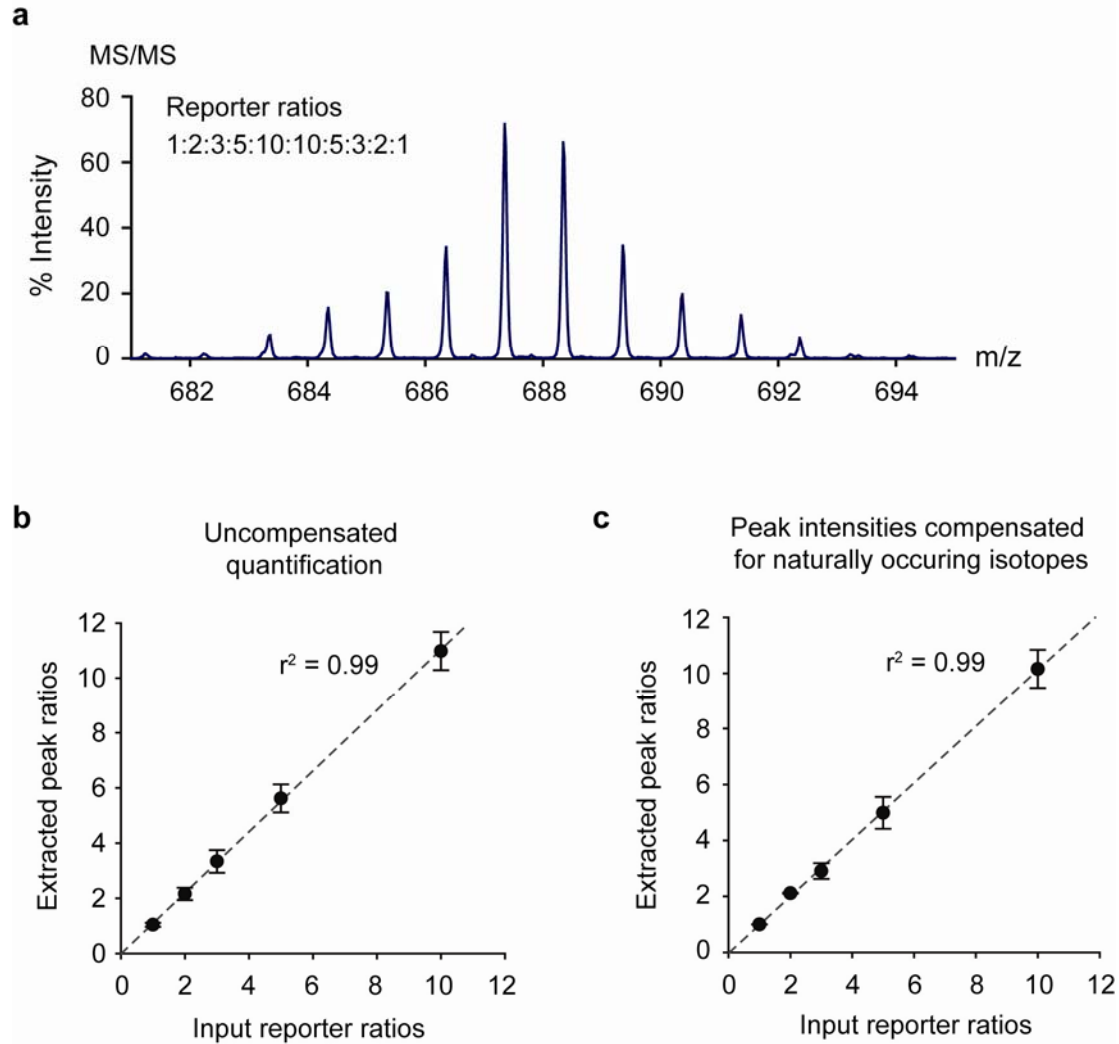 a
MS/MS
80
Reporter ratios
1:2:3:5:10:10:5:3:2:1
60
40
20
0
% Intensity
m/z
682 684 686 688 690 692 694
b
Uncompensated
quantification
12
r² = 0.99
10
8
6
4
2
0
Extracted peak ratios
0 2 4 6 8 10 12
Input reporter ratios
c
Peak intensities compensated
for naturally occuring isotopes
12
r² = 0.99
10
8
6
4
2
0
Extracted peak ratios
0 2 4 6 8 10 12
Input reporter ratios